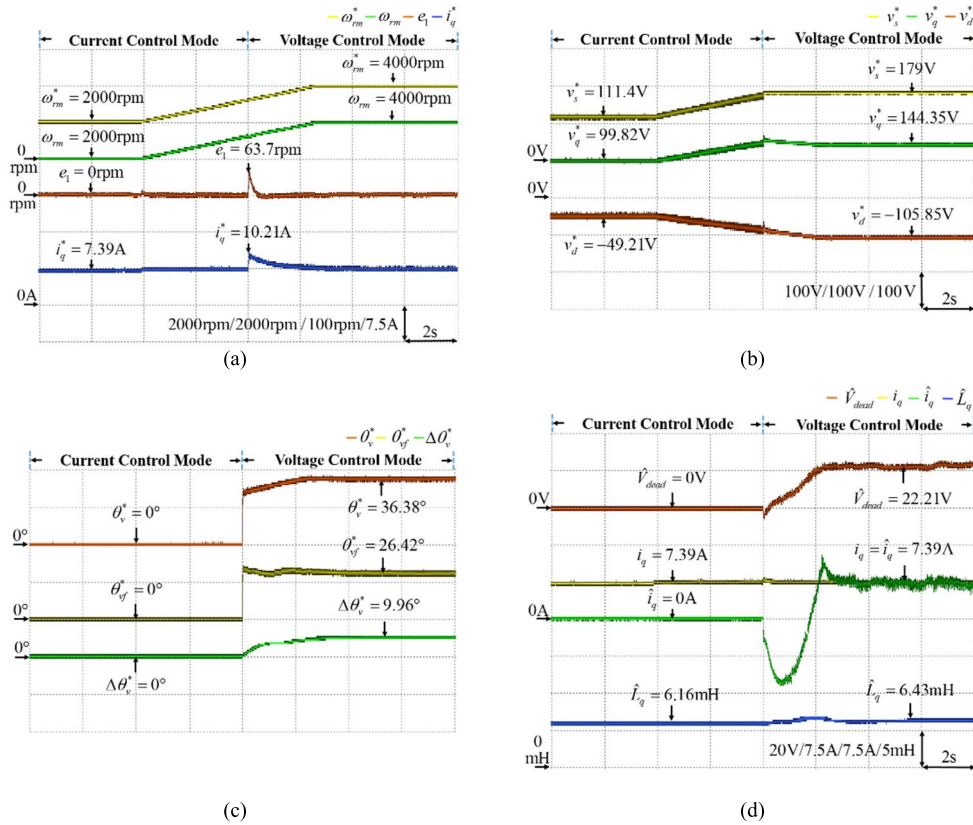 ω*rm ωrm e₁ i*q
Current Control Mode Voltage Control Mode
ω*rm = 4000rpm
ω*rm = 2000rpm
ωrm = 4000rpm
ωrm = 2000rpm
0
rpm
e₁ = 63.7rpm
e₁ = 0rpm
0
rpm
i*q = 10.21A
i*q = 7.39A
0A
2000rpm/2000rpm/100rpm/7.5A
2s
(a)
v*s v*q v*d
Current Control Mode Voltage Control Mode
v*s = 179V
v*s = 111.4V
v*q = 144.35V
v*q = 99.82V
0V
0V
v*d = −105.85V
v*d = −49.21V
100V/100V/100V
2s
(b)
θ*v θ*vf Δθ*v
Current Control Mode Voltage Control Mode
θ*v = 0°
θ*v = 36.38°
0°
θ*vf = 26.42°
θ*vf = 0°
0°
Δθ*v = 9.96°
0°
Δθ*v = 0°
(c)
V̂dead iq îq L̂q
Current Control Mode Voltage Control Mode
V̂dead = 0V
0V
V̂dead = 22.21V
iq = 7.39A
iq = îq = 7.39A
îq = 0A
0A
L̂q = 6.16mH
L̂q = 6.43mH
0
mH
20V/7.5A/7.5A/5mH
2s
(d)